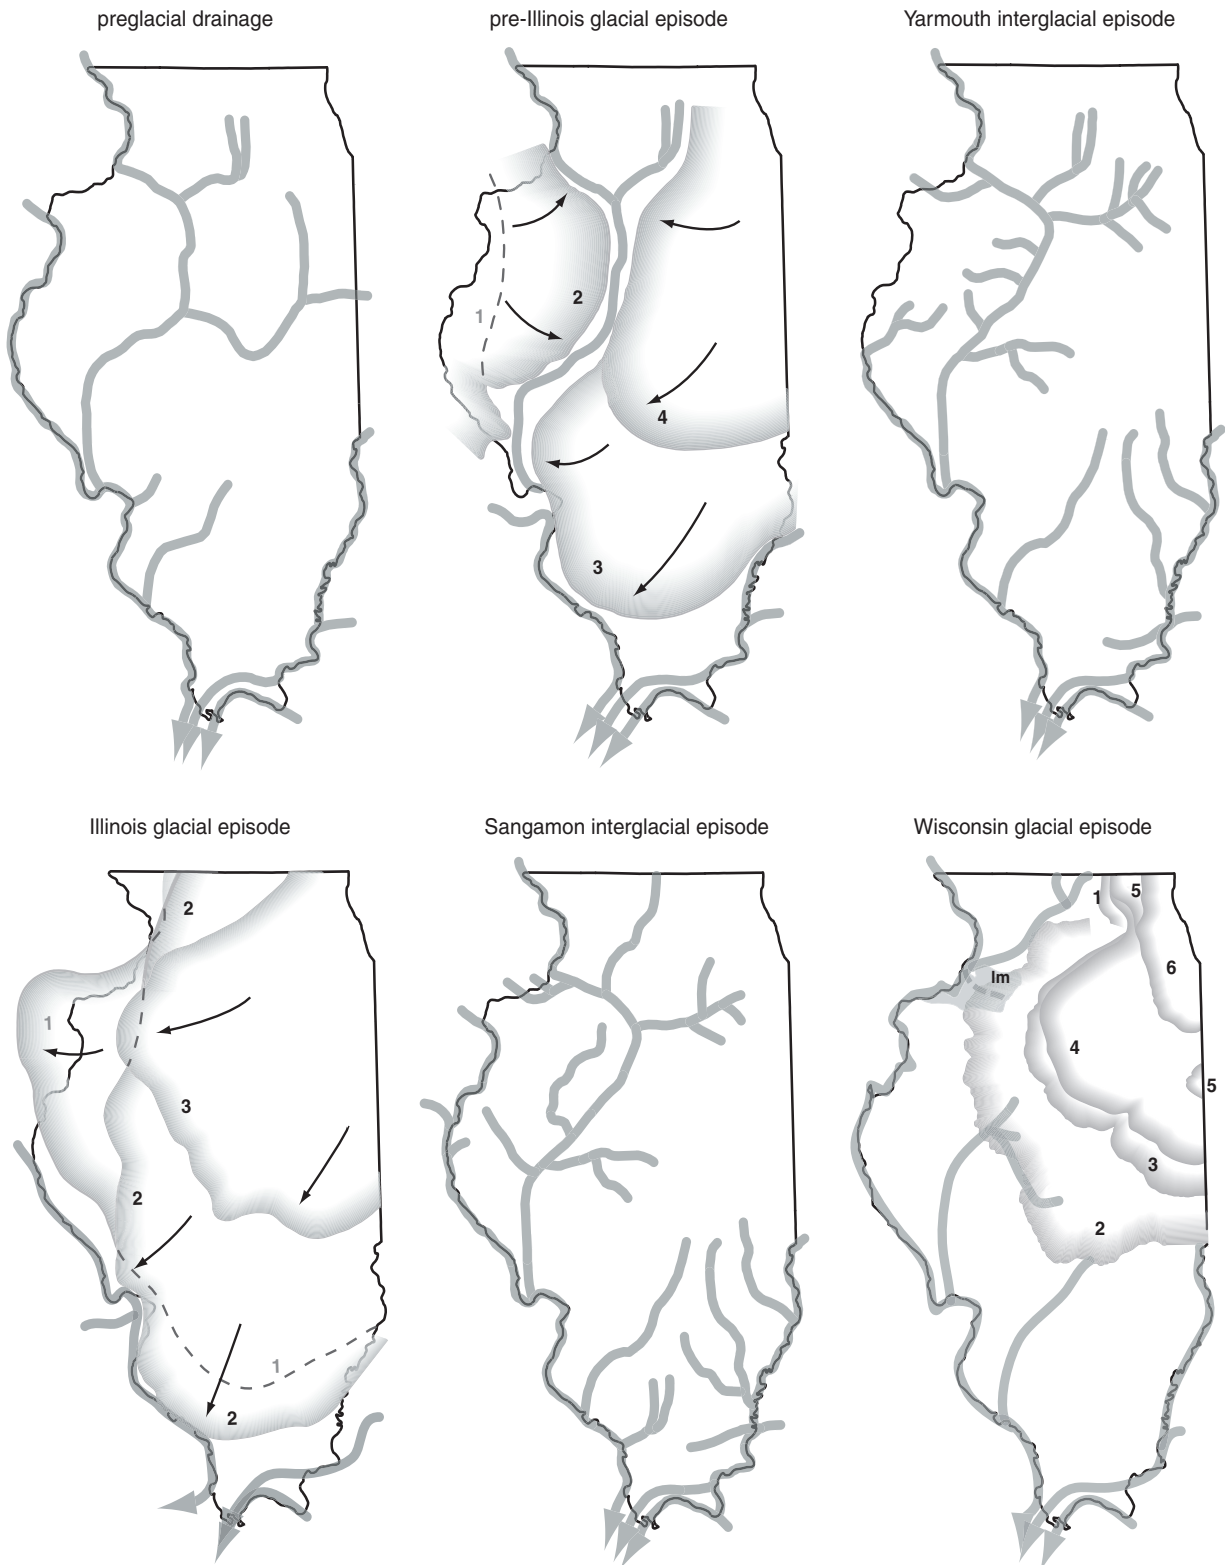 preglacial drainage
pre-Illinois glacial episode
Yarmouth interglacial episode
2
1
4
3
Illinois glacial episode
Sangamon interglacial episode
Wisconsin glacial episode
2
1
3
2
1
2
1
5
6
lm
4
5
3
2